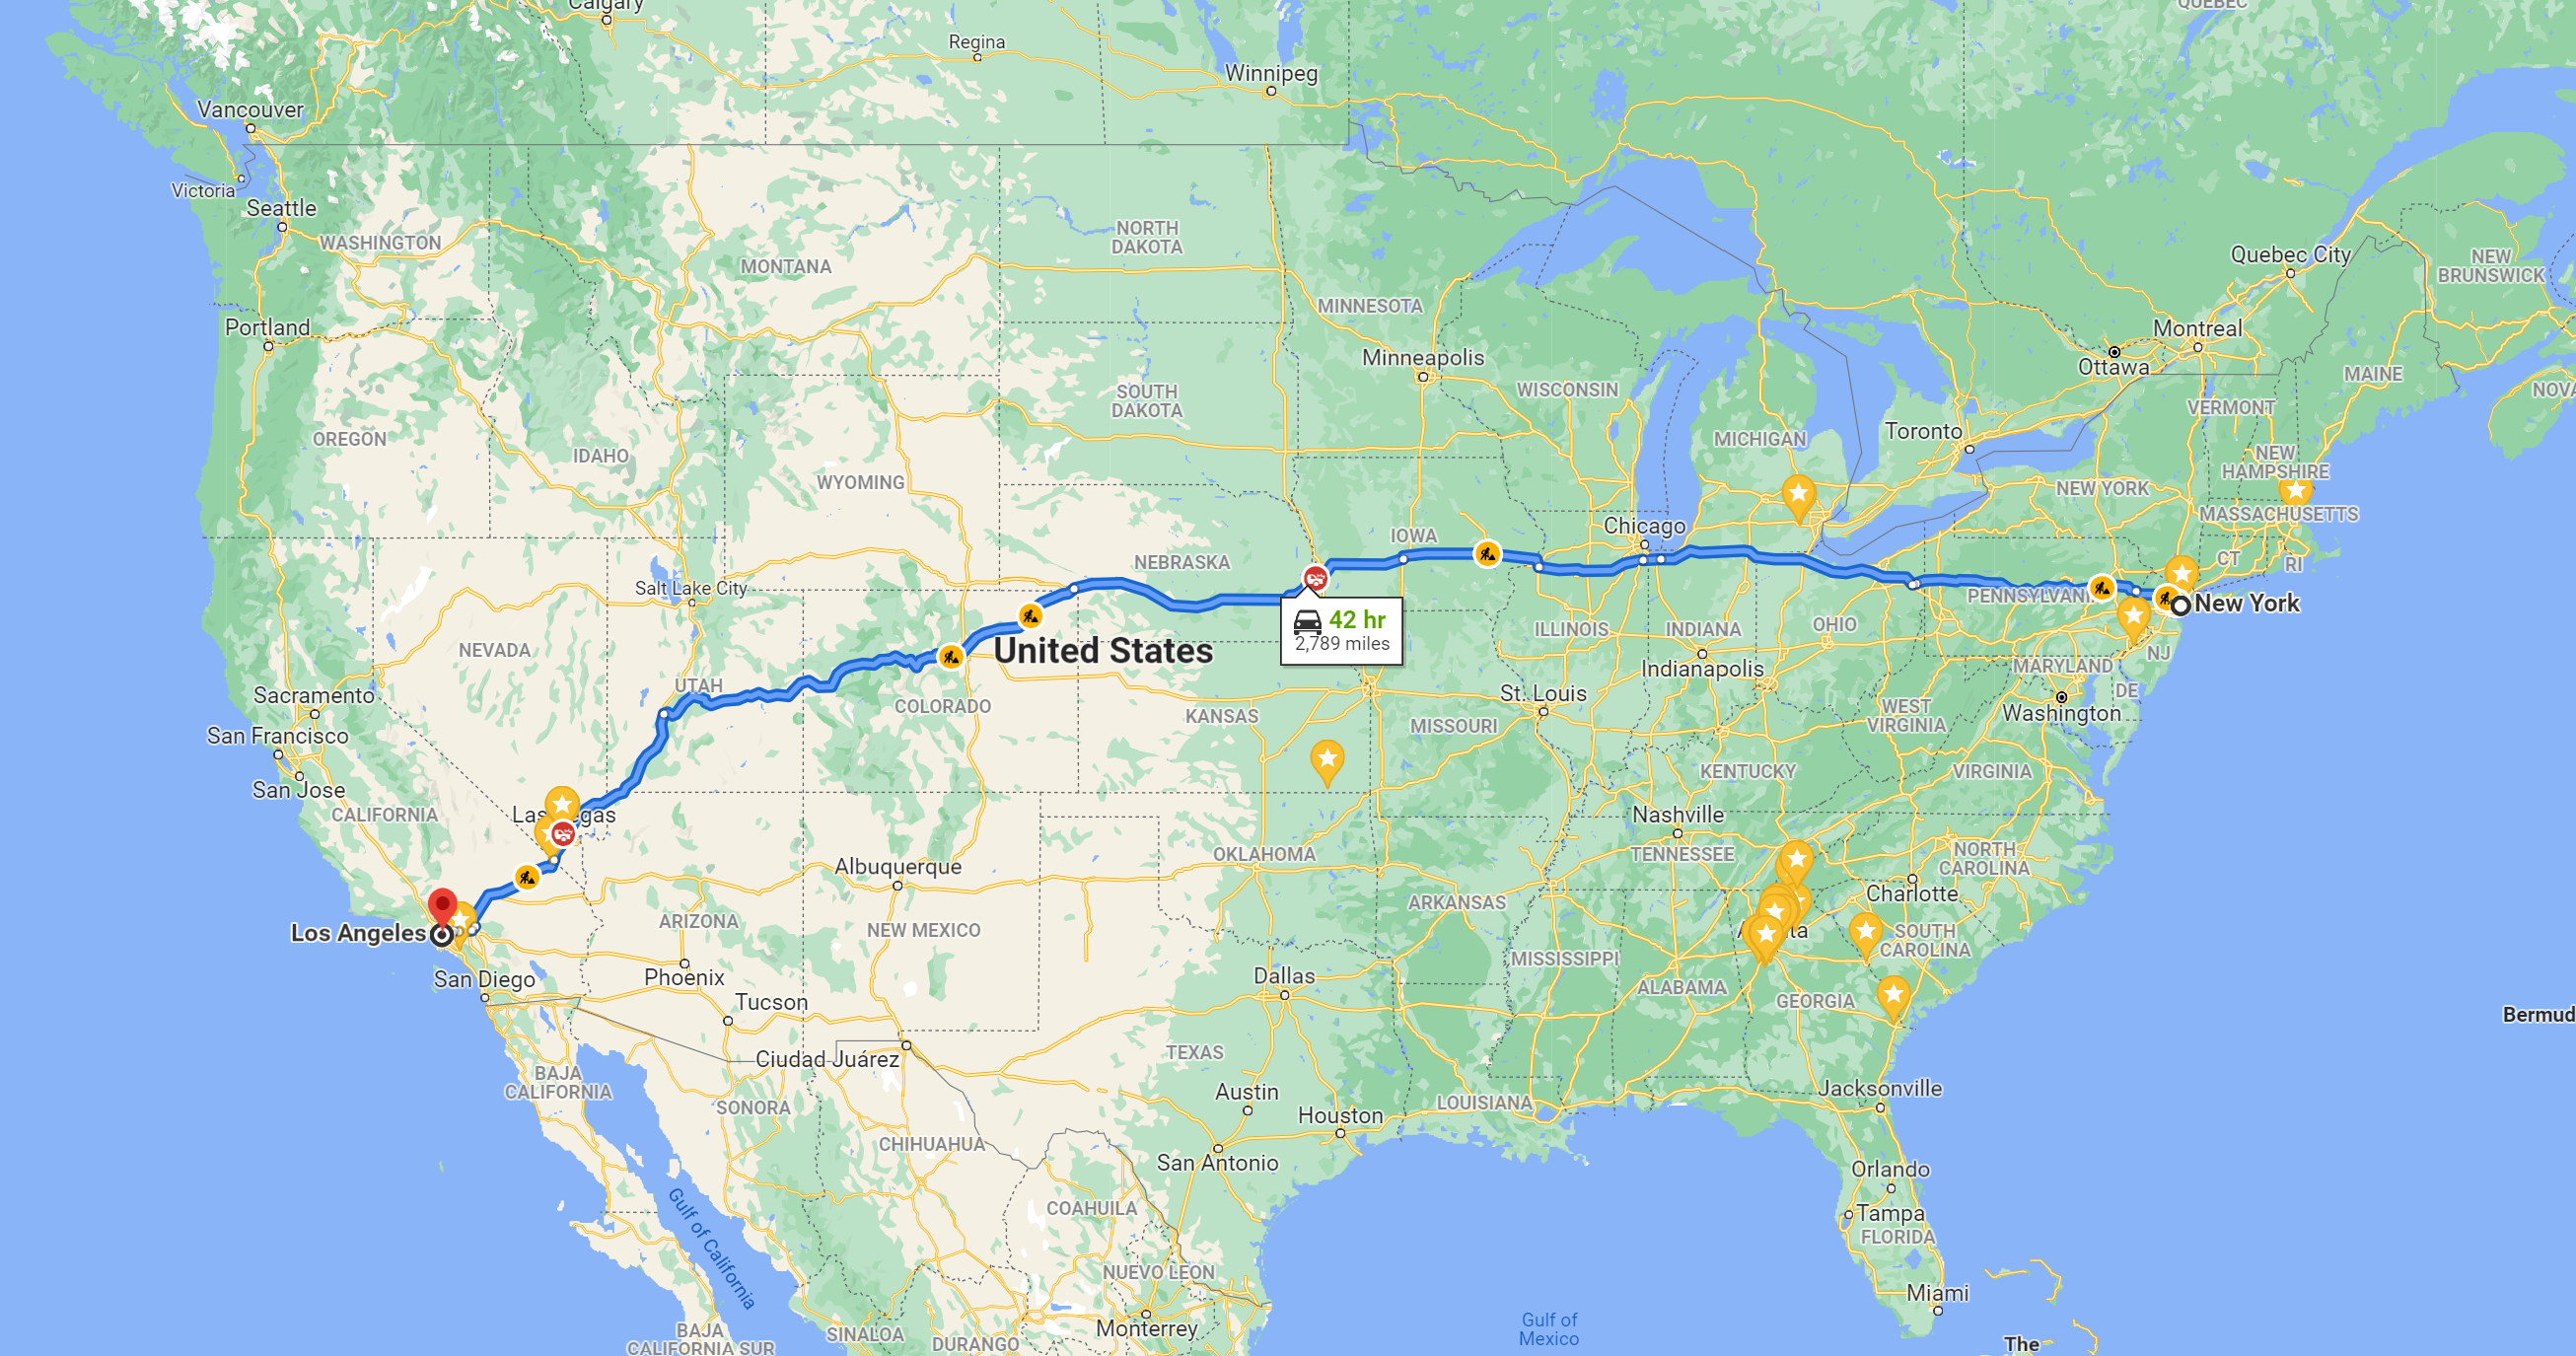 Calgary
QUEBEC
Regina
Winnipeg
Vancouver
Victoria
Seattle
WASHINGTON
NORTH
DAKOTA
MONTANA
Quebec City
NEW
BRUNSWICK
MINNESOTA
Portland
Montreal
Minneapolis
Ottawa
MAINE
WISCONSIN
SOUTH
DAKOTA
VERMONT
NOVA
OREGON
IDAHO
MICHIGAN
Toronto
NEW
HAMPSHIRE
WYOMING
NEW YORK
MASSACHUSETTS
Chicago
IOWA
NEBRASKA
CT
RI
Salt Lake City
PENNSYLVANI
New York
42 hr
2,789 miles
ILLINOIS
INDIANA
OHIO
United States
NEVADA
NJ
MARYLAND
Indianapolis
UTAH
DE
Sacramento
St. Louis
COLORADO
KANSAS
MISSOURI
WEST
VIRGINIA
Washington
San Francisco
KENTUCKY
VIRGINIA
San Jose
CALIFORNIA
Las egas
Nashville
OKLAHOMA
TENNESSEE
NORTH
CAROLINA
Albuquerque
Charlotte
ARKANSAS
ARIZONA
NEW MEXICO
Los Angeles
A ta
SOUTH
CAROLINA
MISSISSIPPI
San Diego
Phoenix
Dallas
ALABAMA
GEORGIA
Tucson
Bermud
TEXAS
Ciudad Juárez
BAJA
CALIFORNIA
Austin
Jacksonville
SONORA
Houston
LOUISIANA
CHIHUAHUA
San Antonio
Orlando
COAHUILA
Tampa
FLORIDA
Gulf of California
NUEVO LEON
Miami
Monterrey
Gulf of
Mexico
SINALOA
DURANGO
BAJA
CALIFORNIA SUR
The